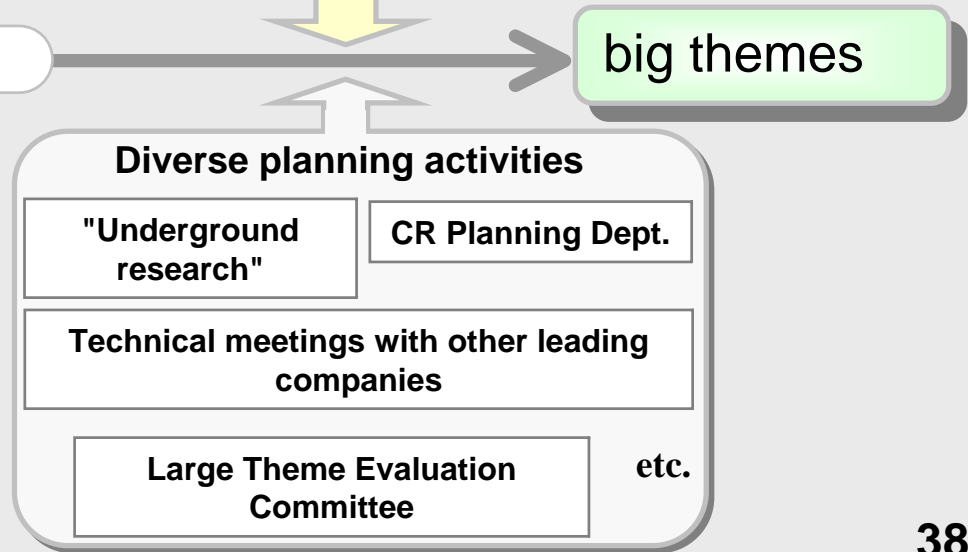 big themes
Diverse planning activities
"Underground
research"
CR Planning Dept.
Technical meetings with other leading
companies
Large Theme Evaluation
Committee
etc.
38